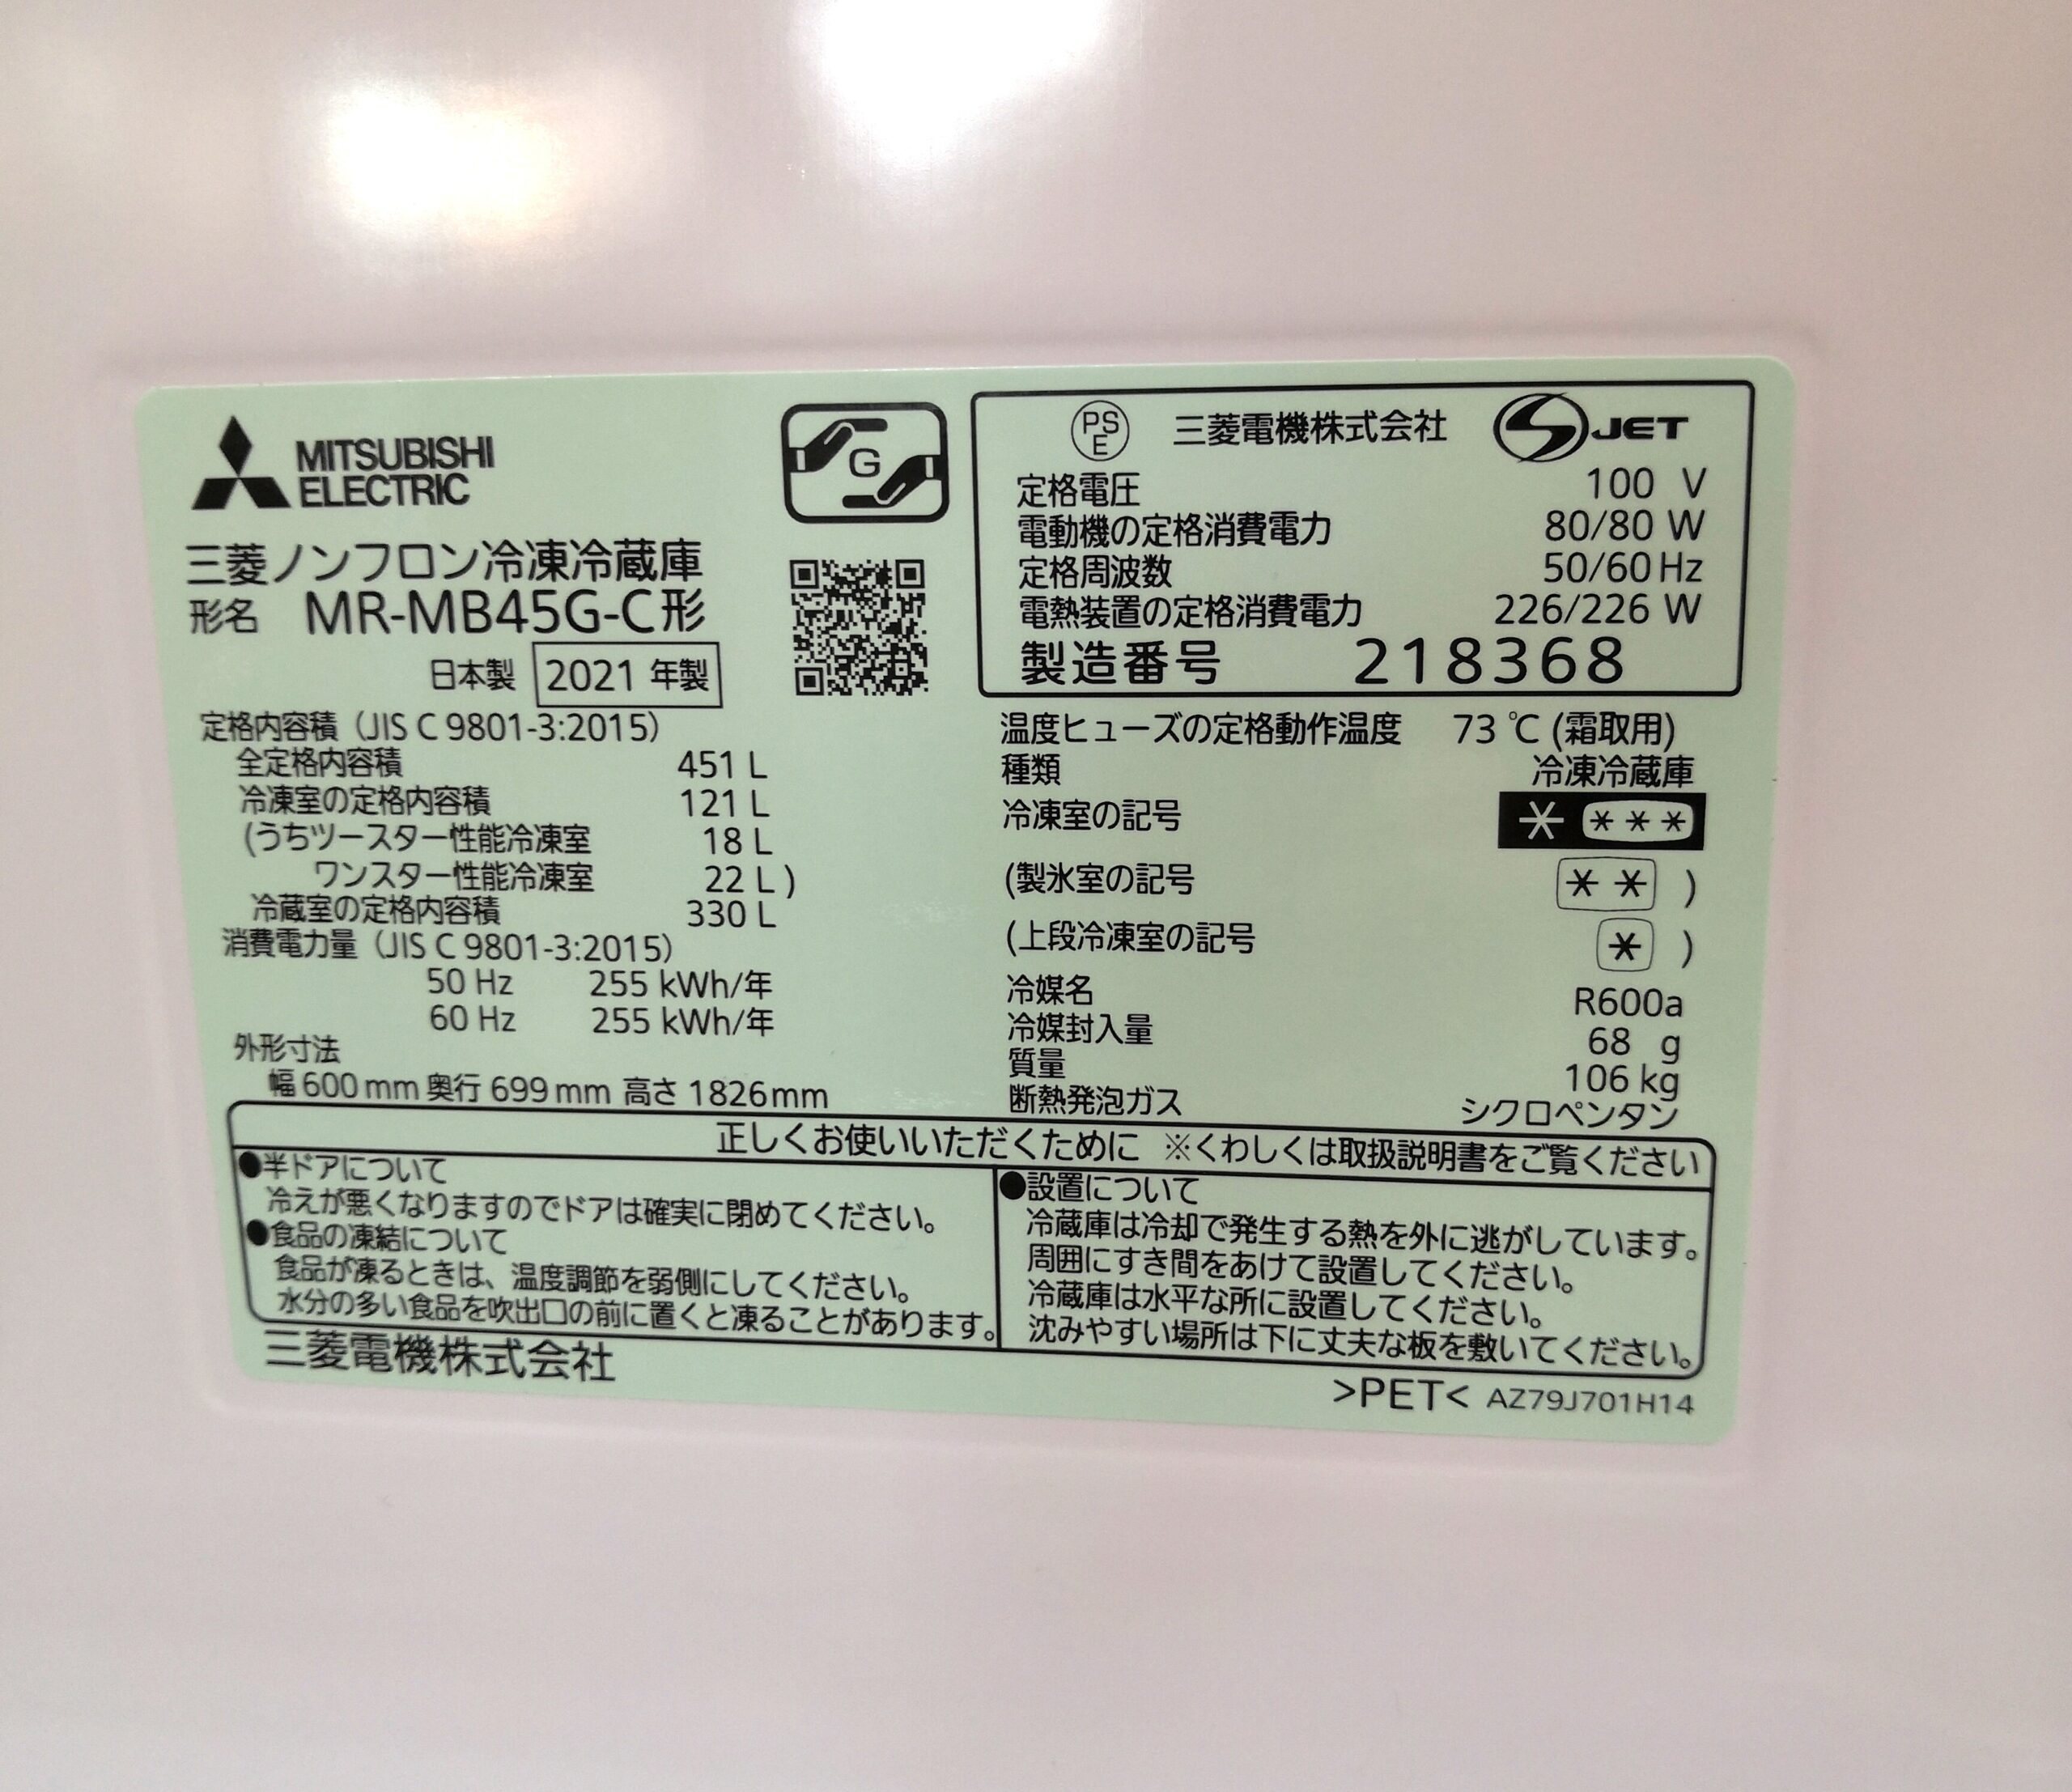 MITSUBISHI
ELECTRIC
G
三菱ノンフロン冷凍冷蔵庫
形名 MR-MB45G-C形
日本製 2021 年製
PS
E
三菱電機株式会社 JET
定格電圧 100 V
電動機の定格消費電力 80/80 W
定格周波数 50/60 Hz
電熱装置の定格消費電力 226/226 W
製造番号 218368
定格内容積（JIS C 9801-3:2015）
全定格内容積 451 L
冷凍室の定格内容積 121 L
(うちツースター性能冷凍室 18 L
ワンスター性能冷凍室 22 L )
冷蔵室の定格内容積 330 L
消費電力量（JIS C 9801-3:2015）
50 Hz 255 kWh/年
60 Hz 255 kWh/年
外形寸法
幅 600 mm 奥行 699 mm 高さ 1826mm
温度ヒューズの定格動作温度 73 ℃ (霜取用)
種類 冷凍冷蔵庫
冷凍室の記号 * ***
(製氷室の記号 ** )
(上段冷凍室の記号 * )
冷媒名 R600a
冷媒封入量 68 g
質量 106 kg
断熱発泡ガス シクロペンタン
正しくお使いいただくために ※くわしくは取扱説明書をご覧ください
●半ドアについて
冷えが悪くなりますのでドアは確実に閉めてください。
●食品の凍結について
食品が凍るときは、温度調節を弱側にしてください。
水分の多い食品を吹出口の前に置くと凍ることがあります。
●設置について
冷蔵庫は冷却で発生する熱を外に逃がしています。
周囲にすき間をあけて設置してください。
冷蔵庫は水平な所に設置してください。
沈みやすい場所は下に丈夫な板を敷いてください。
三菱電機株式会社
>PET< AZ79J701H14